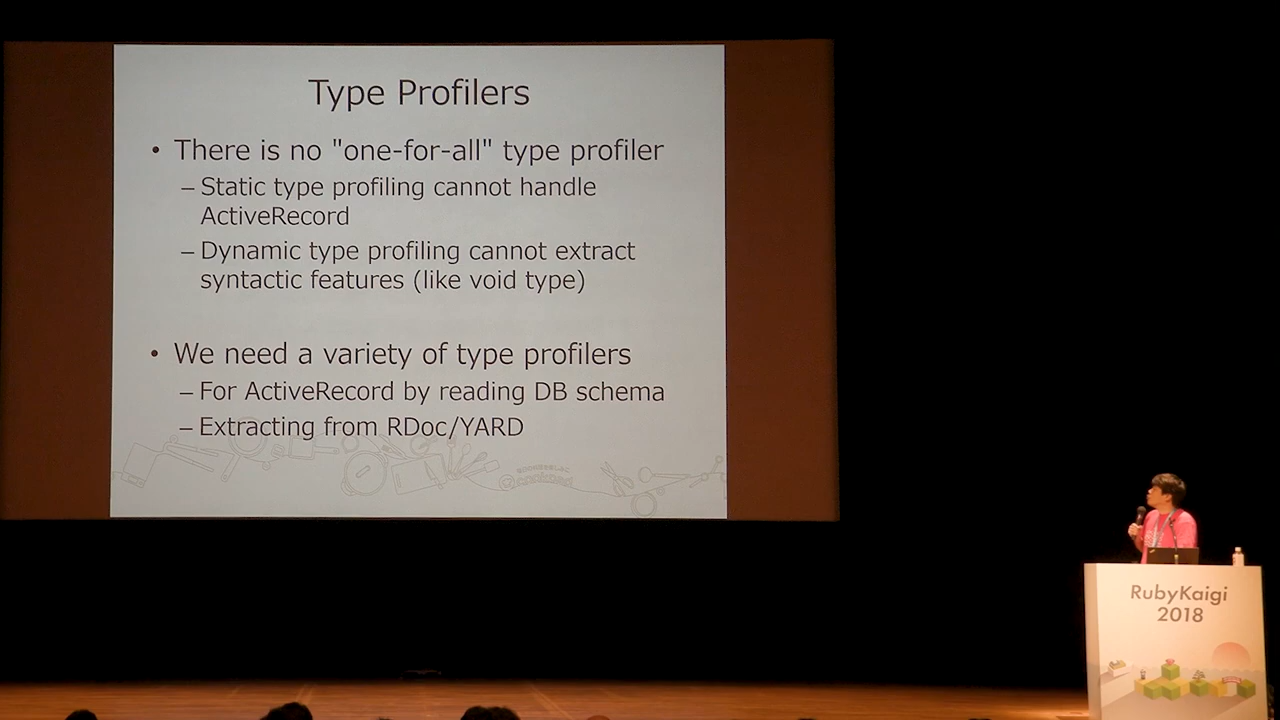 Type Profilers
• There is no "one-for-all" type profiler
– Static type profiling cannot handle
ActiveRecord
– Dynamic type profiling cannot extract
syntactic features (like void type)
• We need a variety of type profilers
– For ActiveRecord by reading DB schema
– Extracting from RDoc/YARD
cookpad
RubyKaigi
2018